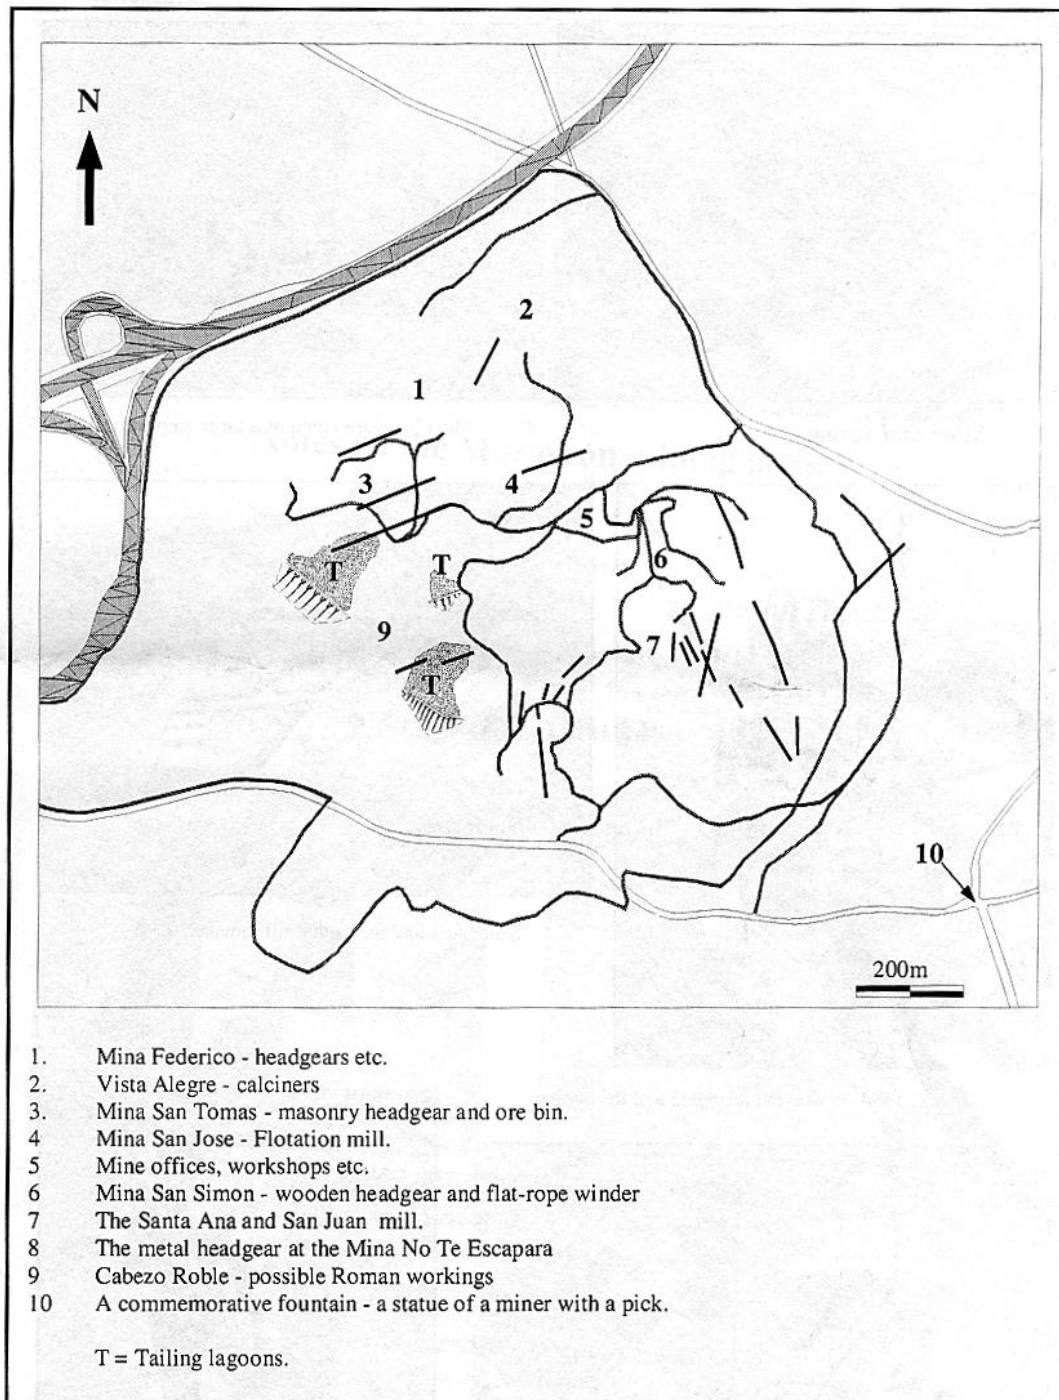 N
2
1
3
4
5
6
T
T
9
7
T
10
200m
1. Mina Federico - headgears etc.
2. Vista Alegre - calciners
3. Mina San Tomas - masonry headgear and ore bin.
4 Mina San Jose - Flotation mill.
5 Mine offices, workshops etc.
6 Mina San Simon - wooden headgear and flat-rope winder
7 The Santa Ana and San Juan mill.
8 The metal headgear at the Mina No Te Escapara
9 Cabezo Roble - possible Roman workings
10 A commemorative fountain - a statue of a miner with a pick.
T = Tailing lagoons.